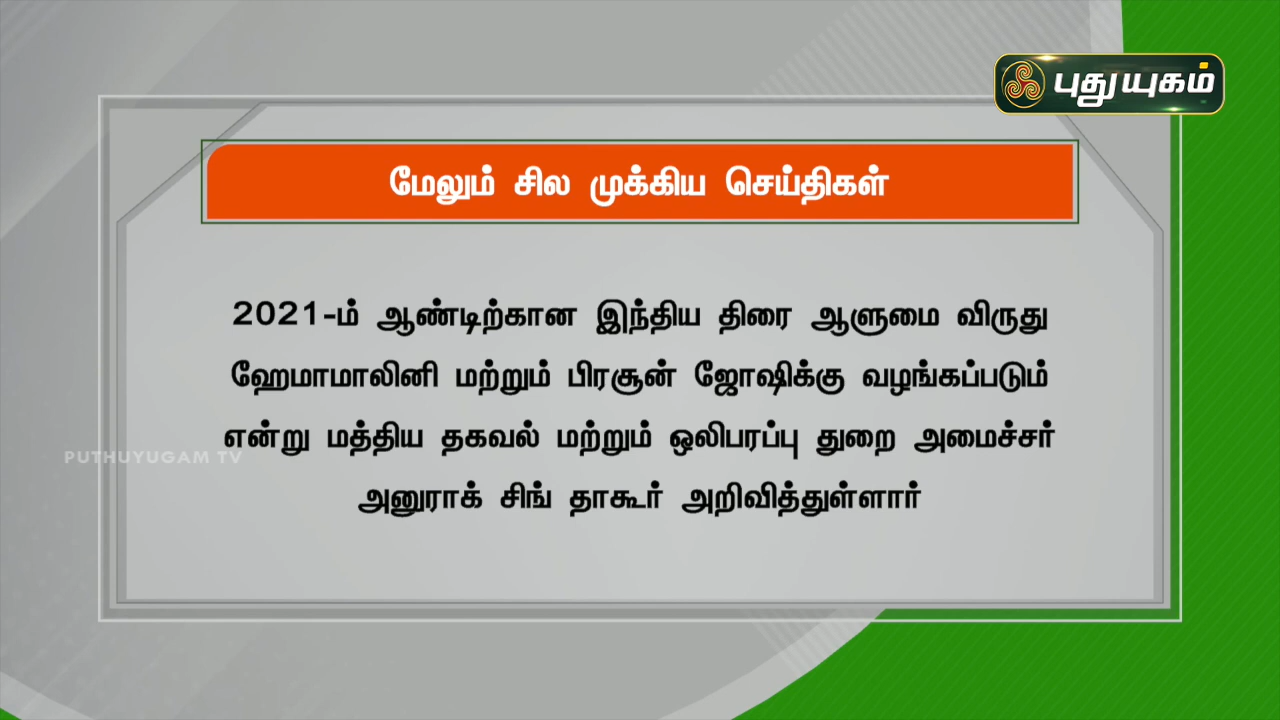 புதுயுகம்
மேலும் சில முக்கிய செய்திகள்
2021-ம் ஆண்டிற்கான இந்திய திரை ஆளுமை விருது
ஹேமாமாலினி மற்றும் பிரசூன் ஜோஷிக்கு வழங்கப்படும்
என்று மத்திய தகவல் மற்றும் ஒலிபரப்பு துறை அமைச்சர்
PUTHUYUGAM TV
அனுராக் சிங் தாகூர் அறிவித்துள்ளார்